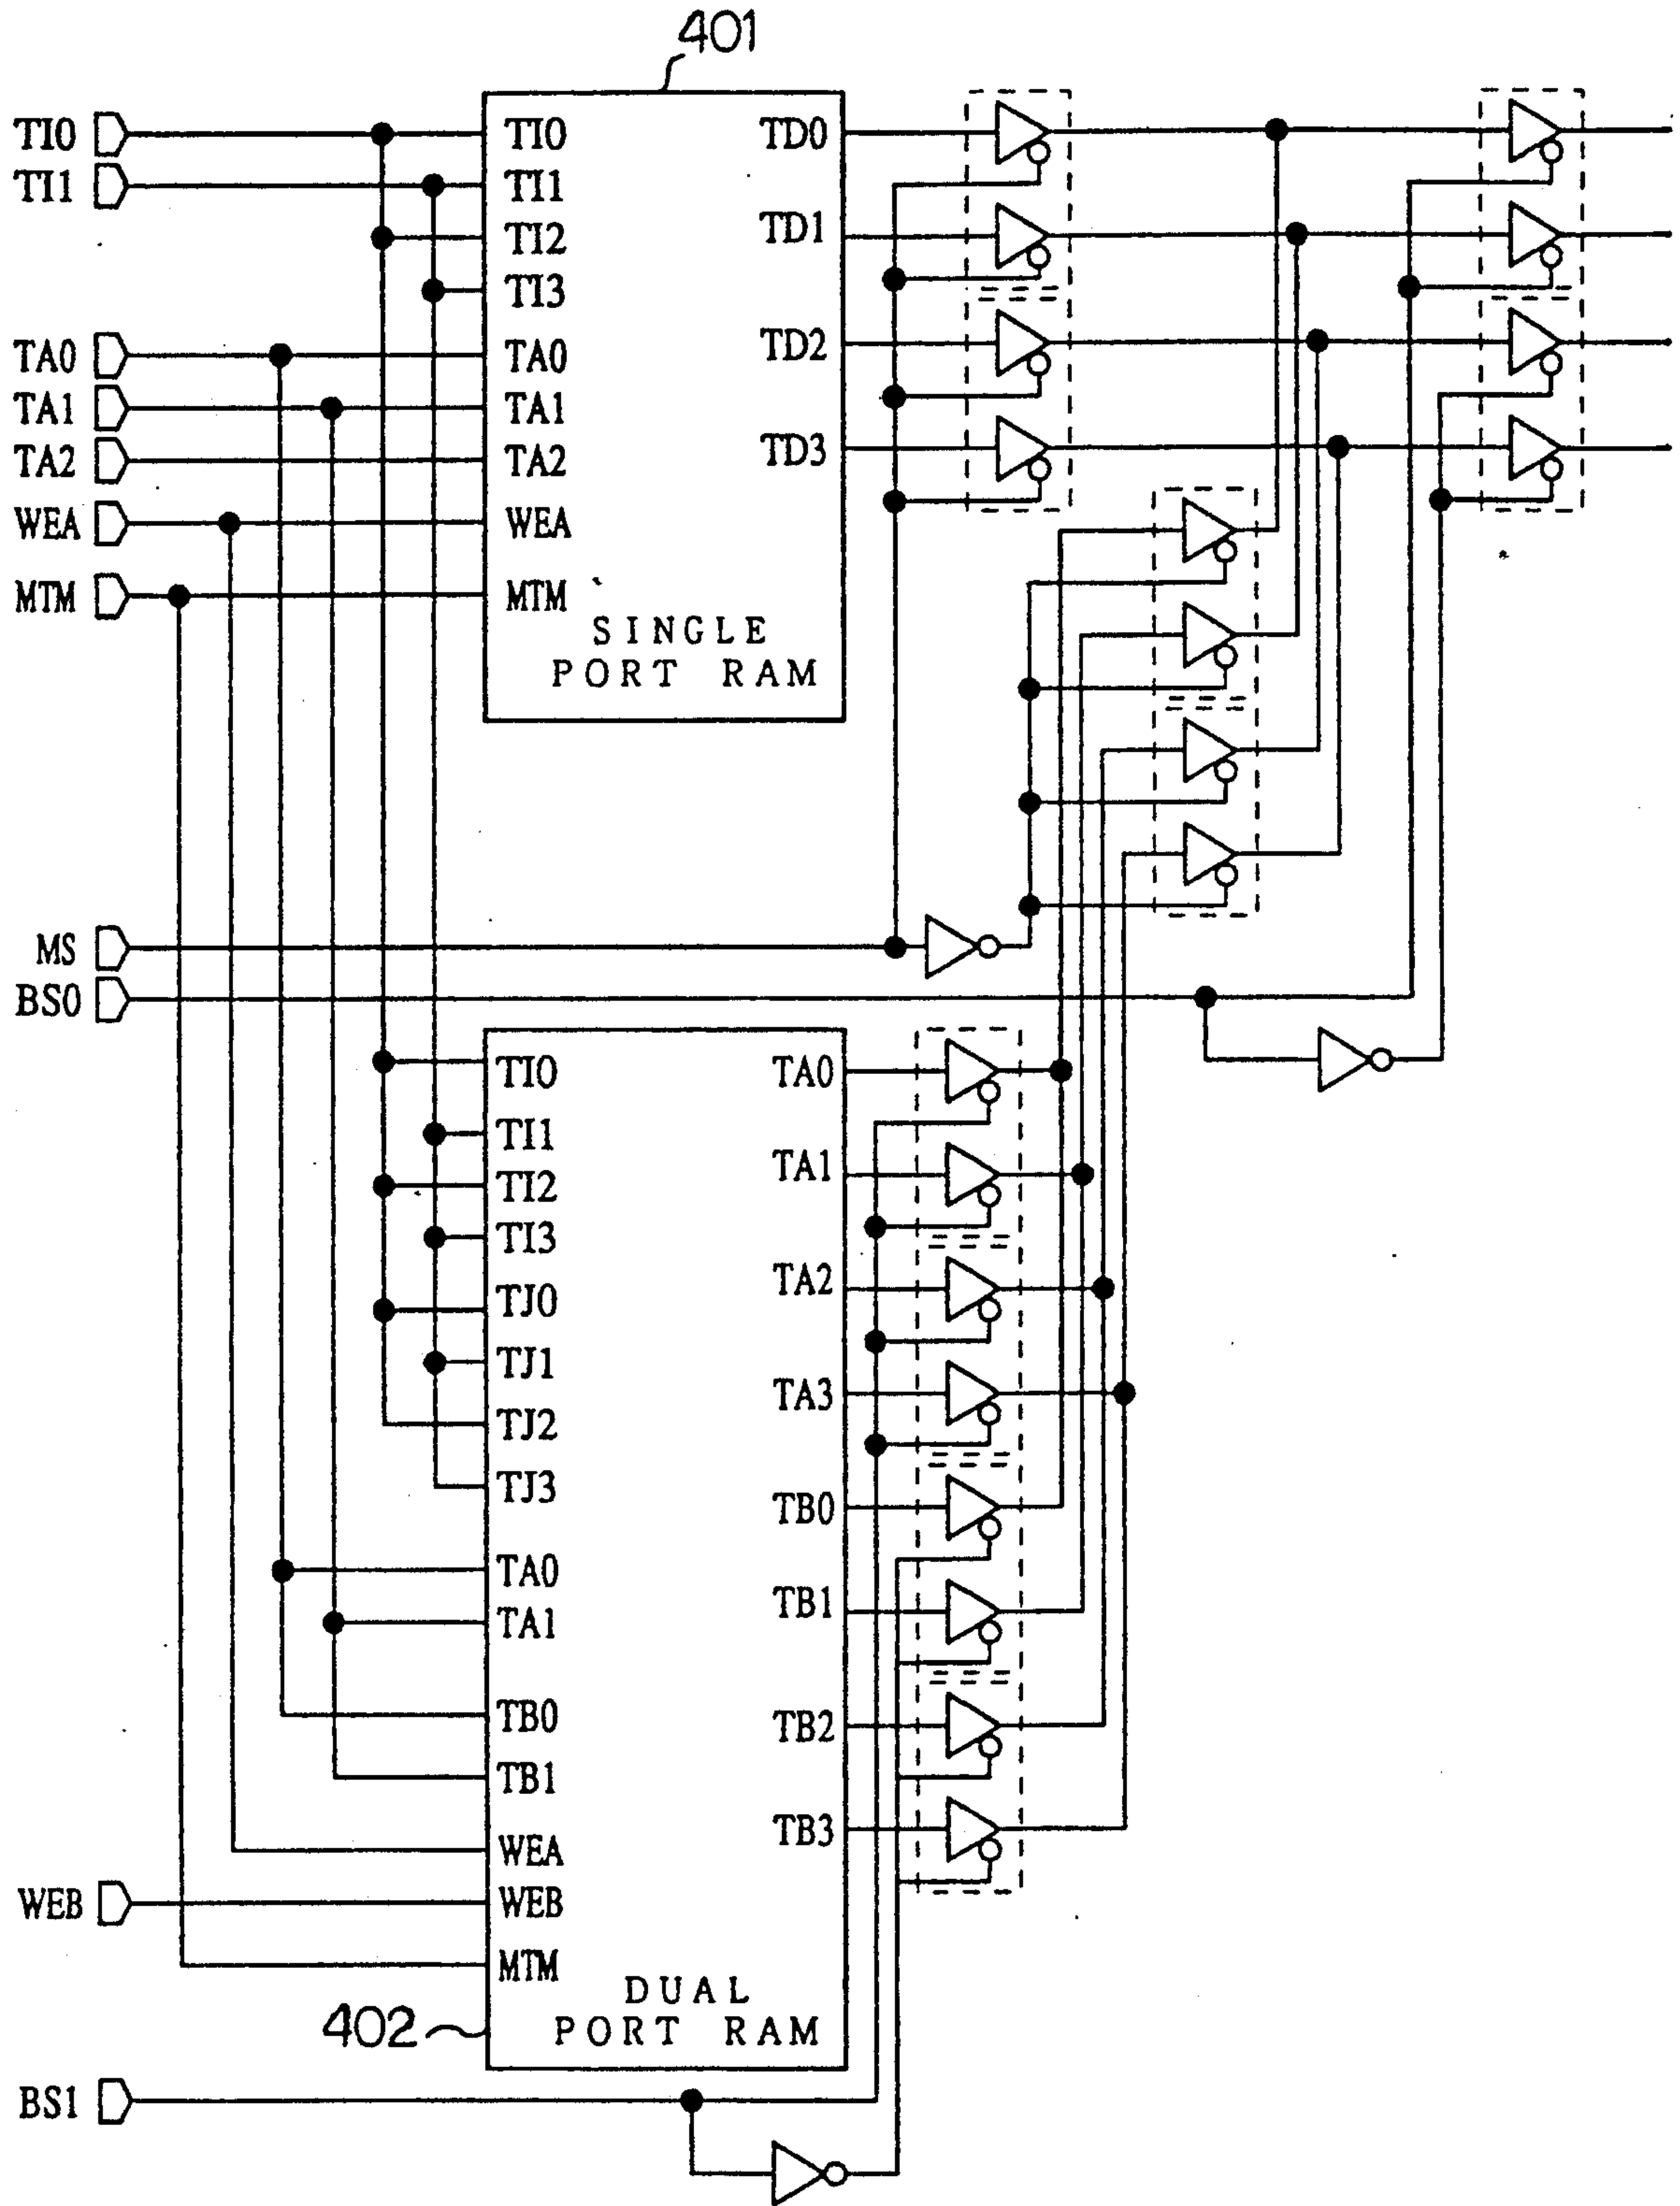 401
TI0
TI1
TA0
TA1
TA2
WEA
MTM
TI0
TI1
TI2
TI3
TA0
TA1
TA2
WEA
MTM
TD0
TD1
TD2
TD3
SINGLE
PORT RAM
MS
BS0
TI0
TI1
TI2
TI3
TJ0
TJ1
TJ2
TJ3
TA0
TA1
TB0
TB1
WEA
WEB
MTM
TA0
TA1
TA2
TA3
TB0
TB1
TB2
TB3
DUAL
PORT RAM
WEB
402
BS1